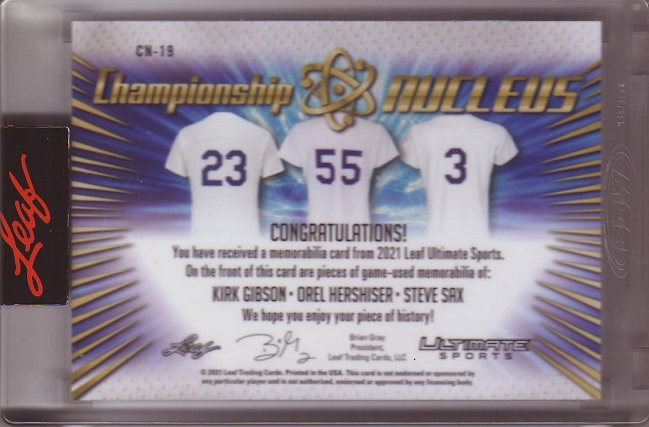 CN-19
Championship NUCLEUS
23 55 3
Leaf
CONGRATULATIONS!
You have received a memorabilia card from 2021 Leaf Ultimate Sports.
On the front of this card are pieces of game-used memorabilia of:
KIRK GIBSON • OREL HERSHISER • STEVE SAX
We hope you enjoy your piece of history!
Leaf
Brian Gray
President,
Leaf Trading Cards, LLC
ULTIMATE
SPORTS
© 2021 Leaf Trading Cards. Printed in the USA. This card is not endorsed or sponsored by
any particular player and is not authorized, endorsed or approved by any licensing body.